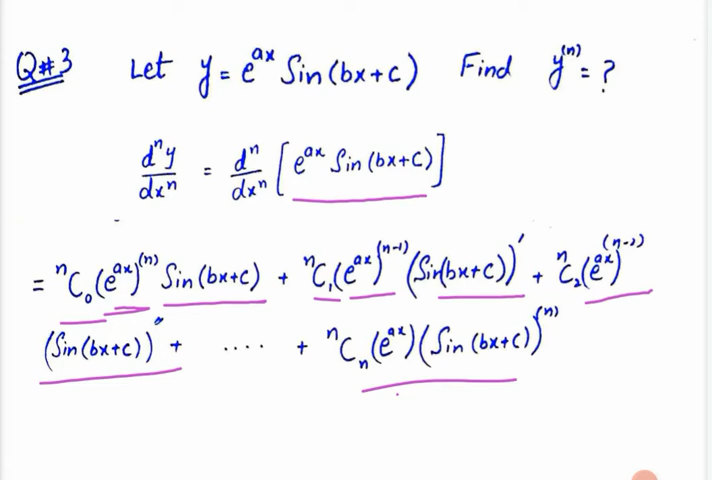 Q#3 Let y = e^{ax} Sin(bx+c) Find y^{(n)} = ?
d^n y / dx^n = d^n / dx^n [e^{ax} Sin(bx+c)]
= ^nC_0 (e^{ax})^{(n)} Sin(bx+c) + ^nC_1 (e^{ax})^{(n-1)} (Sin(bx+c))' + ^nC_2 (e^{ax})^{(n-2)}
(Sin(bx+c))'' + .... + ^nC_n (e^{ax}) (Sin(bx+c))^{(n)}